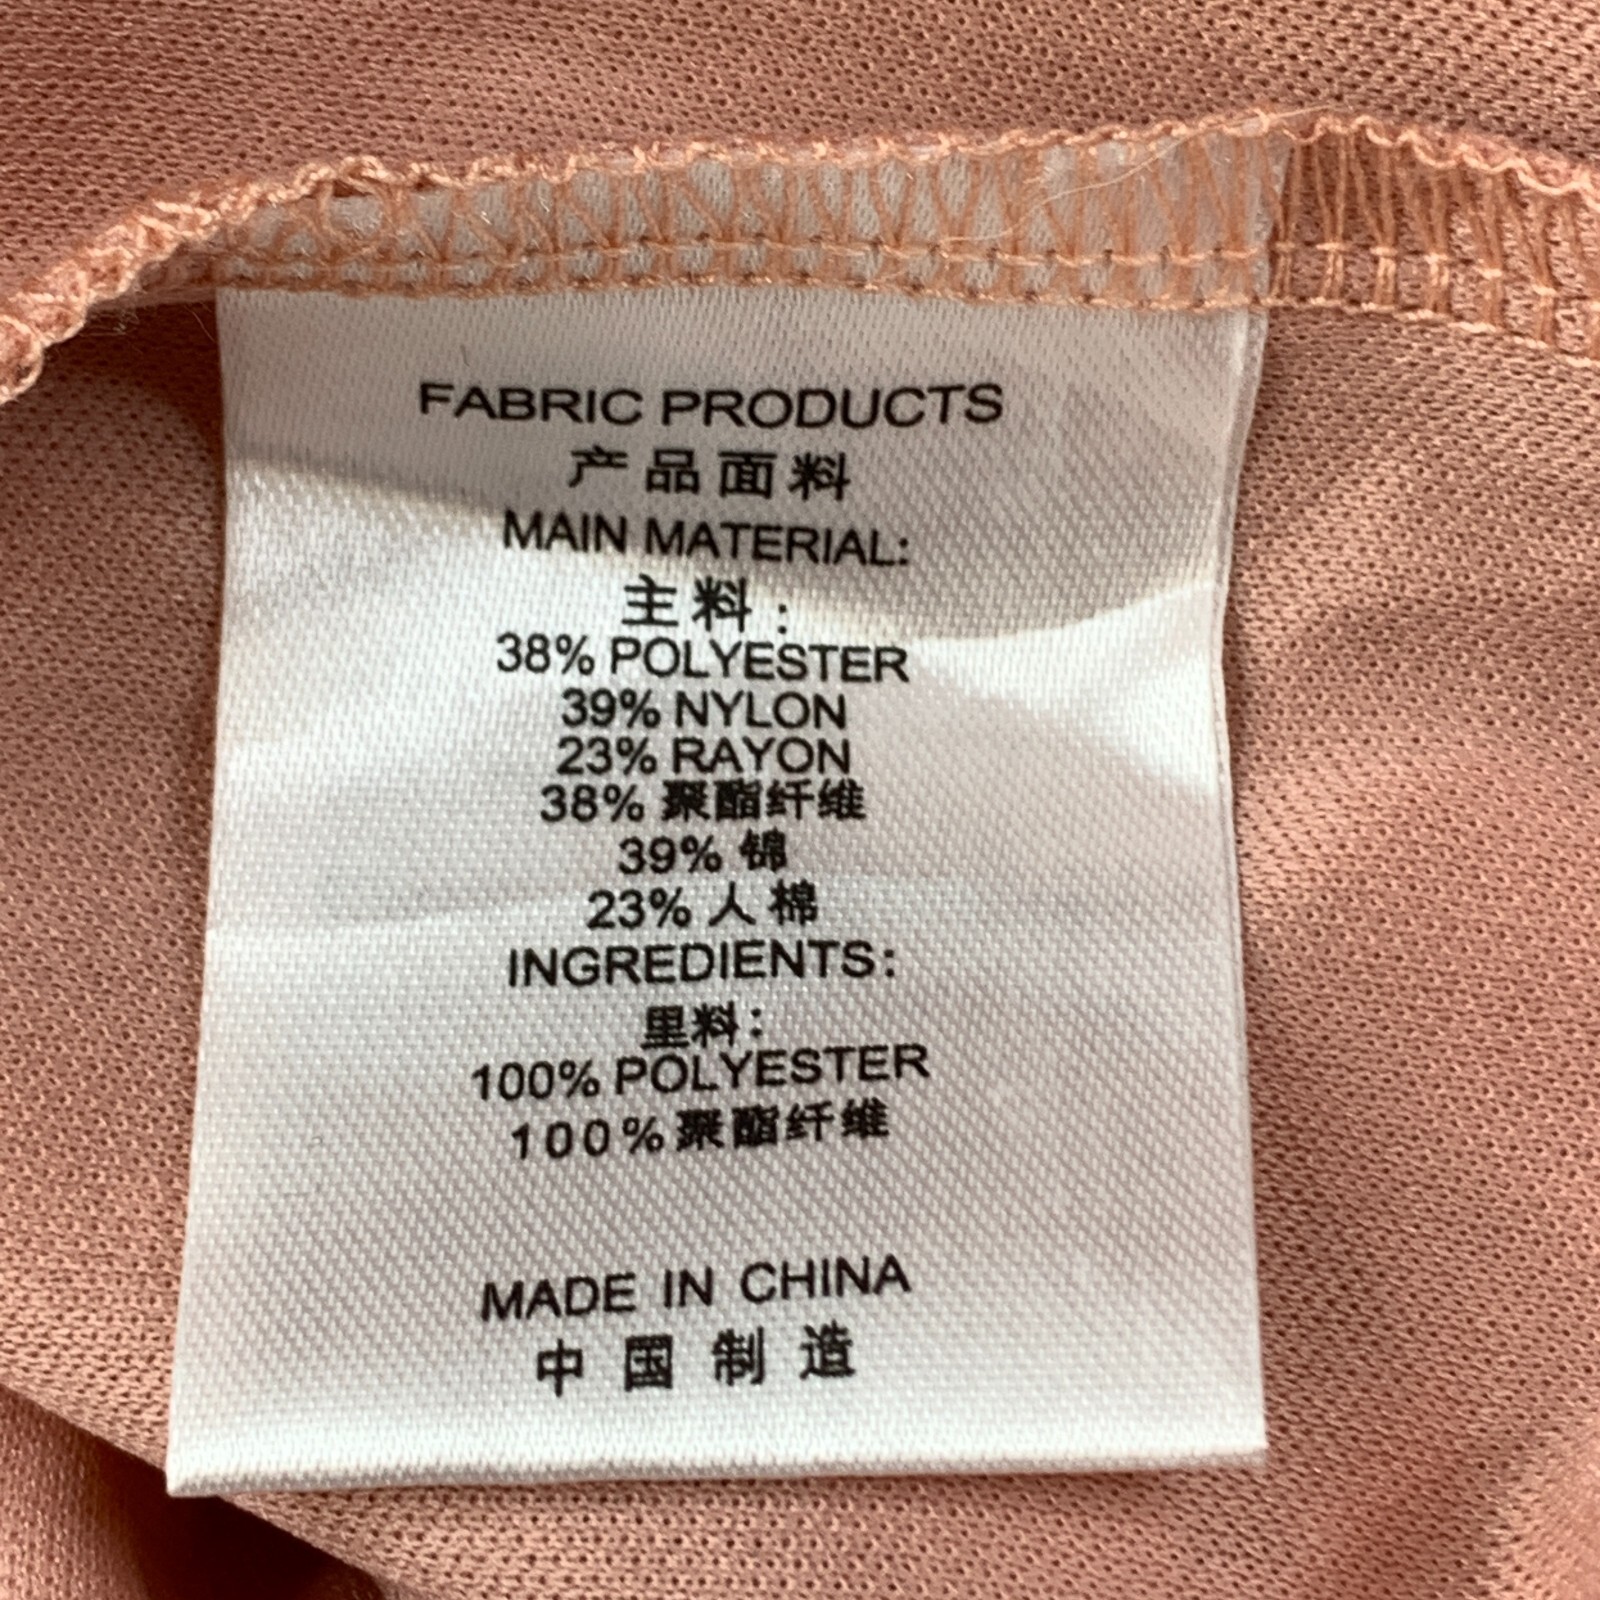 FABRIC PRODUCTS
产品面料
MAIN MATERIAL:
主料:
38% POLYESTER
39% NYLON
23% RAYON
38% 聚酯纤维
39% 锦
23% 人棉
INGREDIENTS:
里料:
100% POLYESTER
100%聚酯纤维
MADE IN CHINA
中国制造